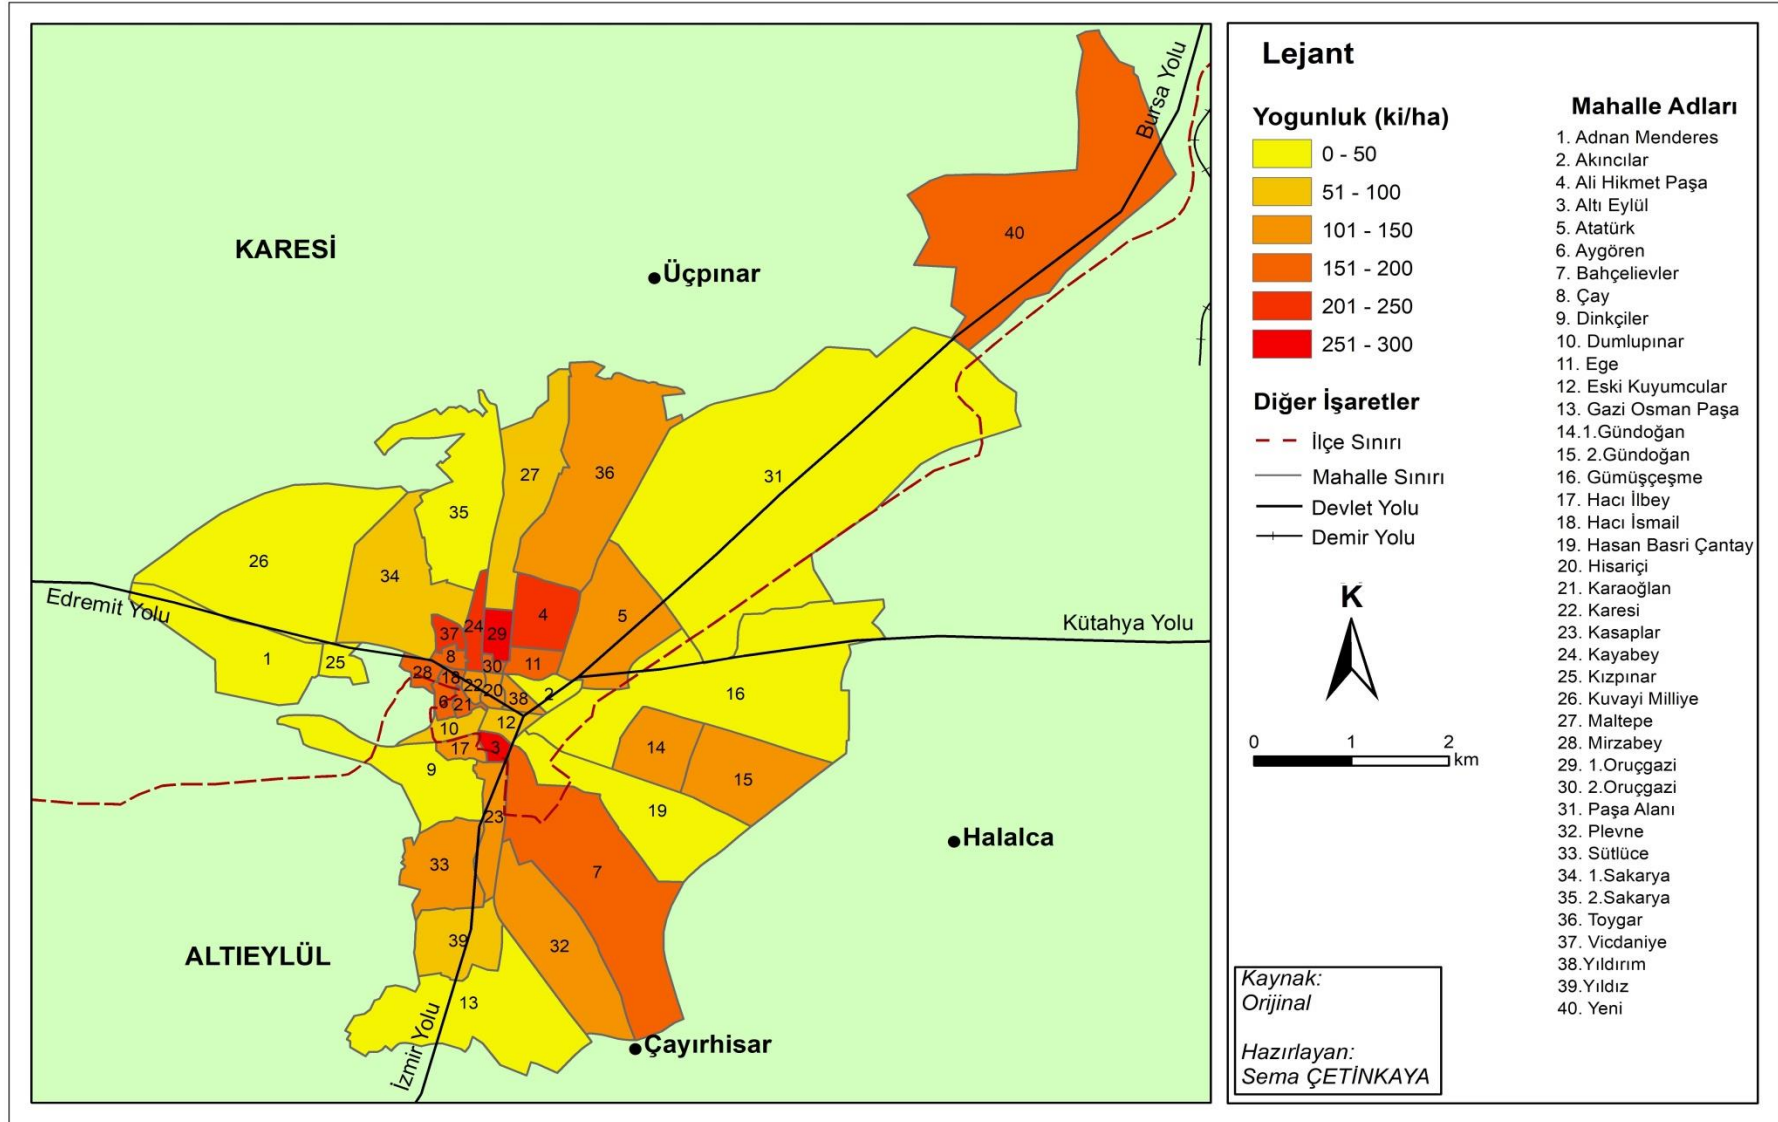 Bursa Yolu
40
KARESİ
Üçpınar
27
36
31
35
26
34
4
5
37
24
29
Kütahya Yolu
Edremit Yolu
8
30
11
1
25
28
18
22
20
38
2
16
6
21
10
12
17
3
14
15
9
23
19
Halalca
33
7
ALTIEYLÜL
39
32
13
İzmir Yolu
Çayırhisar
Lejant
Yogunluk (ki/ha)
0 - 50
51 - 100
101 - 150
151 - 200
201 - 250
251 - 300
Diğer İşaretler
İlçe Sınırı
Mahalle Sınırı
Devlet Yolu
Demir Yolu
K
0 1 2
km
Kaynak:
Orijinal
Hazırlayan:
Sema ÇETİNKAYA
Mahalle Adları
1. Adnan Menderes
2. Akıncılar
4. Ali Hikmet Paşa
3. Altı Eylül
5. Atatürk
6. Aygören
7. Bahçelievler
8. Çay
9. Dinkçiler
10. Dumlupınar
11. Ege
12. Eski Kuyumcular
13. Gazi Osman Paşa
14.1.Gündoğan
15. 2.Gündoğan
16. Gümüşçeşme
17. Hacı İlbey
18. Hacı İsmail
19. Hasan Basri Çantay
20. Hisariçi
21. Karaoğlan
22. Karesi
23. Kasaplar
24. Kayabey
25. Kızpınar
26. Kuvayi Milliye
27. Maltepe
28. Mirzabey
29. 1.Oruçgazi
30. 2.Oruçgazi
31. Paşa Alanı
32. Plevne
33. Sütlüce
34. 1.Sakarya
35. 2.Sakarya
36. Toygar
37. Vicdaniye
38.Yıldırım
39.Yıldız
40. Yeni